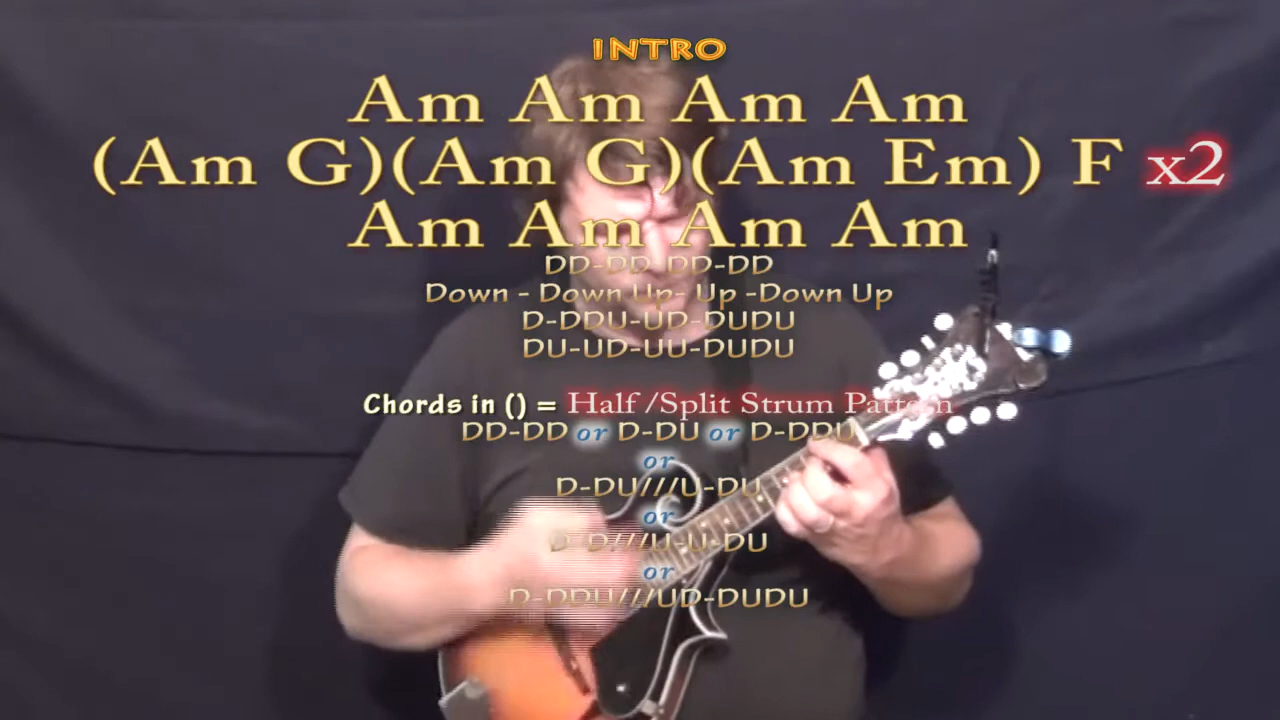 INTRO
Am Am Am Am
(Am G)(Am G)(Am Em) F x2
Am Am Am Am
DD-DD-DD-DD
Down - Down Up- Up -Down Up
D-DDU-UD-DUDU
DU-UD-UU-DUDU
Chords in () = Half /Split Strum Pattern
DD-DD or D-DU or D-DDU
or
D-DU///U-DU
or
D-D///U-U-DU
or
D-DDU///UD-DUDU